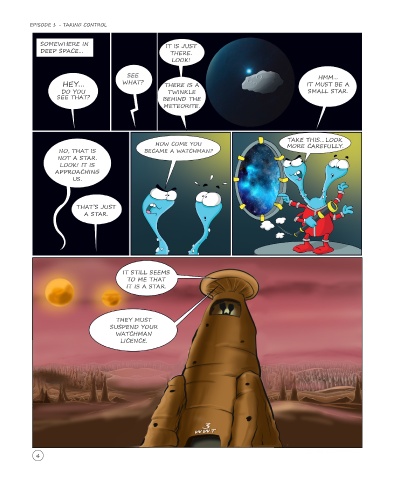 EPISODE 1 - TAKING CONTROL
SOMEWHERE IN
DEEP SPACE...
HEY...
DO YOU
SEE THAT?
SEE
WHAT?
IT IS JUST
THERE.
LOOK!
THERE IS A
TWINKLE
BEHIND THE
METEORITE
HMM...
IT MUST BE A
SMALL STAR.
NO, THAT IS
NOT A STAR.
LOOK! IT IS
APPROACHING
US.
THAT'S JUST
A STAR.
HOW COME YOU
BECAME A WATCHMAN?
TAKE THIS...LOOK
MORE CAREFULLY.
IT STILL SEEMS
TO ME THAT
IT IS A STAR.
THEY MUST
SUSPEND YOUR
WATCHMAN
LICENCE.
3
WWT
4